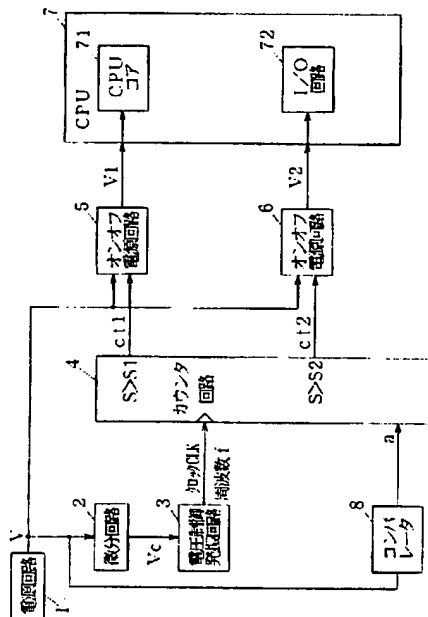 電源回路
1
V
2
微分回路
Vc
3
電圧制御
発振回路
クロックCLK
周波数f
8
コンパ
レータ
a
4
カウンタ
回路
S>S1
S>S2
ct1
ct2
5
オンオフ
電源回路
V1
6
オンオフ
電源回路
V2
7
CPU
71
CPU
コア
72
I/O
回路